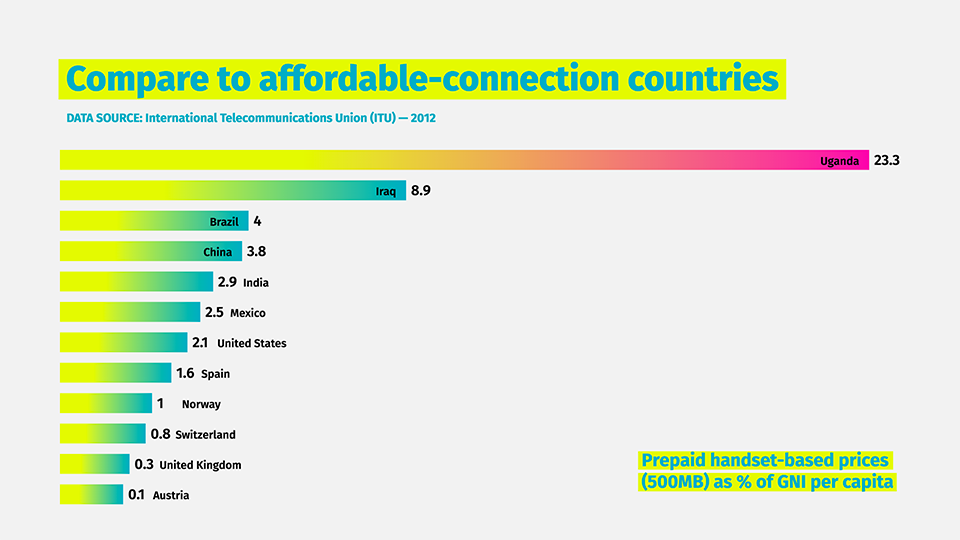 Compare to affordable-connection countries
DATA SOURCE: International Telecommunications Union (ITU) — 2012
Uganda 23.3
Iraq 8.9
Brazil 4
China 3.8
2.9 India
2.5 Mexico
2.1 United States
1.6 Spain
1 Norway
0.8 Switzerland
0.3 United Kingdom
0.1 Austria
Prepaid handset-based prices
(500MB) as % of GNI per capita